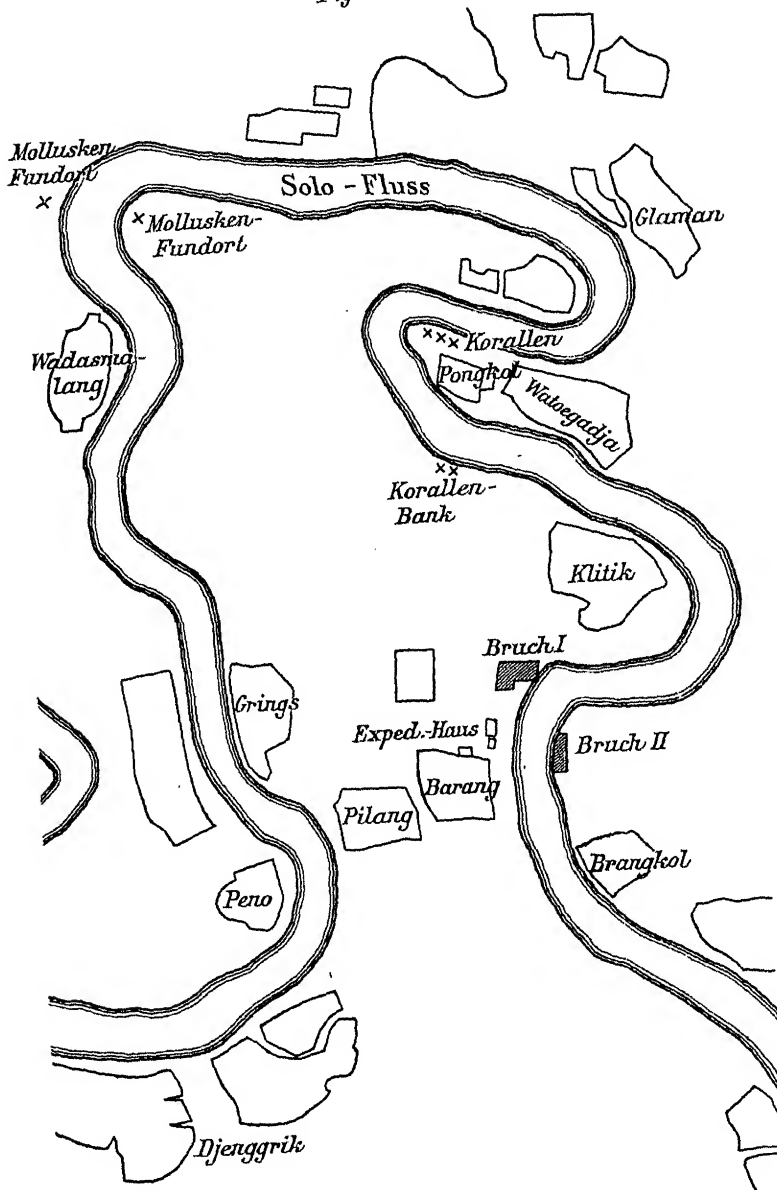 Mollusken
Fundort
Solo - Fluss
Mollusken-
Fundort
Glaman
Wadasma-
lang
Korallen
Pongkol
Watoegadja
Korallen-
Bank
Klitik
Bruch I
Grings
Exped.-Haus
Bruch II
Barang
Pilang
Brangkol
Peno
Djenggrik